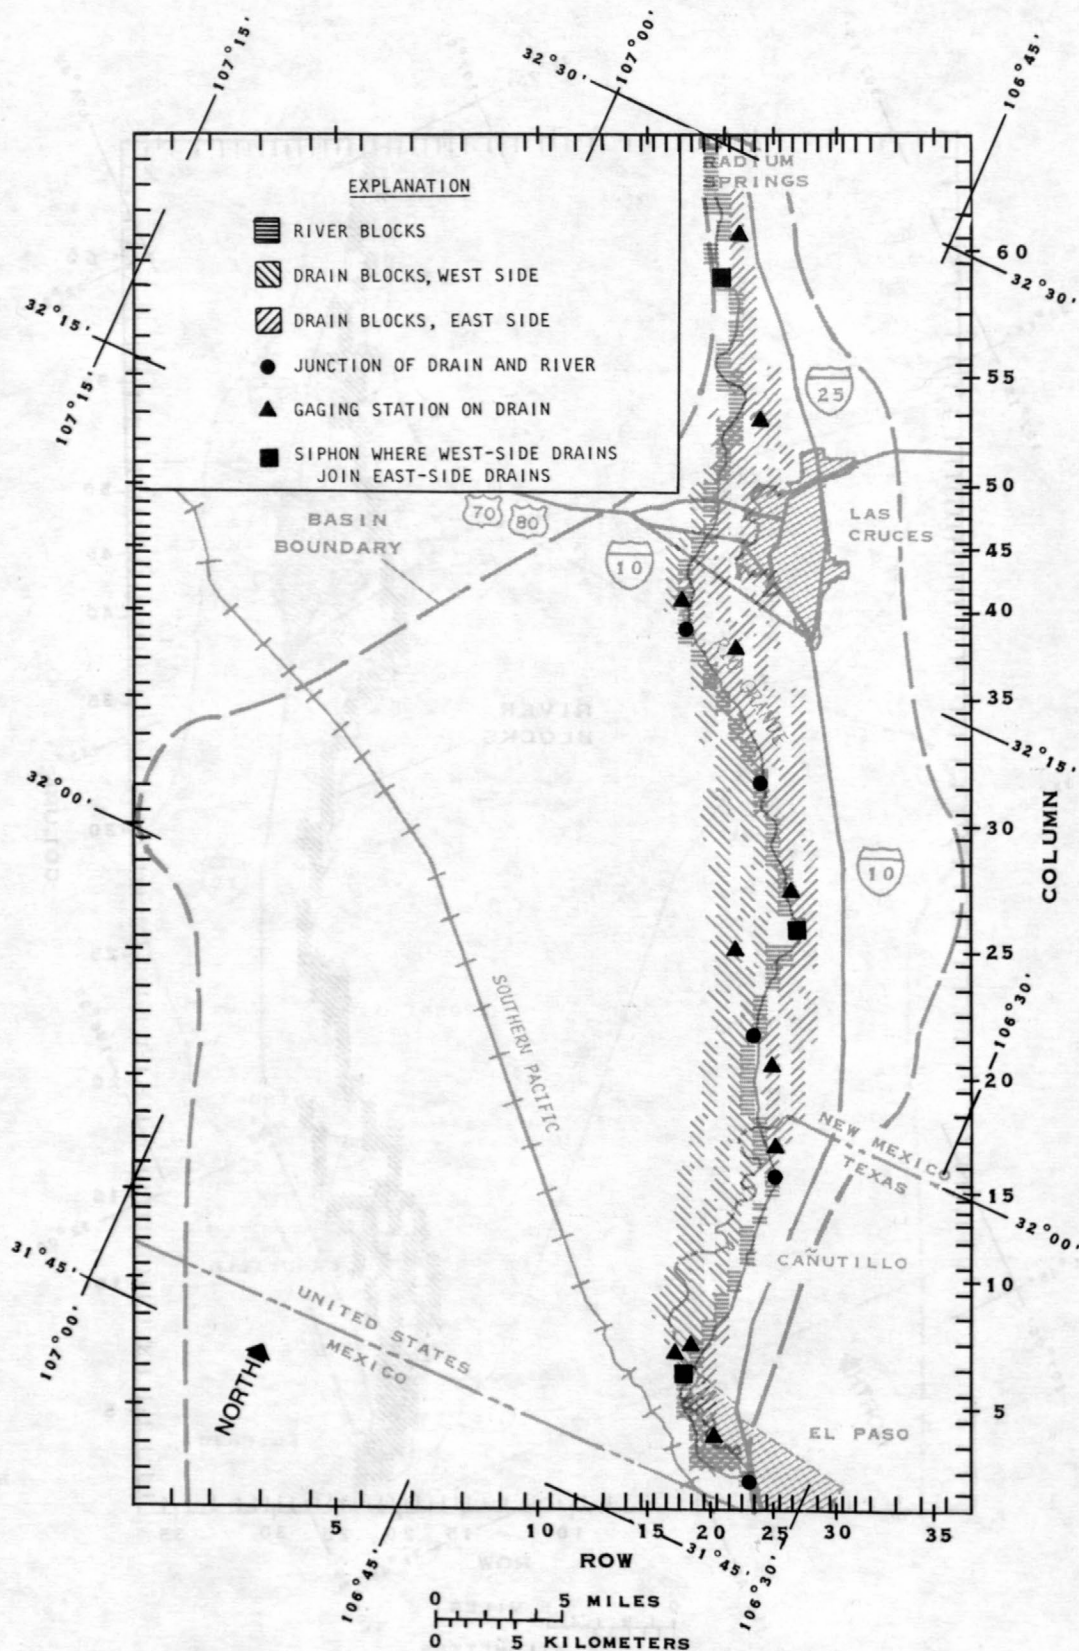 107°15'
32°30'
107°00'
106°45'
RADIUM
SPRINGS
EXPLANATION
RIVER BLOCKS
DRAIN BLOCKS, WEST SIDE
DRAIN BLOCKS, EAST SIDE
JUNCTION OF DRAIN AND RIVER
GAGING STATION ON DRAIN
SIPHON WHERE WEST-SIDE DRAINS
JOIN EAST-SIDE DRAINS
60
32°30'
32°15'
107°15'
55
25
50
70
80
BASIN
BOUNDARY
10
LAS
CRUCES
45
40
RIO GRANDE
35
32°15'
32°00'
30
COLUMN
10
25
SOUTHERN PACIFIC
106°30'
20
NEW MEXICO
TEXAS
15
32°00'
31°45'
107°00'
CAÑUTILLO
10
UNITED STATES
MEXICO
NORTH
5
EL PASO
5
10
15
20
25
30
35
ROW
31°45'
106°45'
106°30'
0 5 MILES
0 5 KILOMETERS